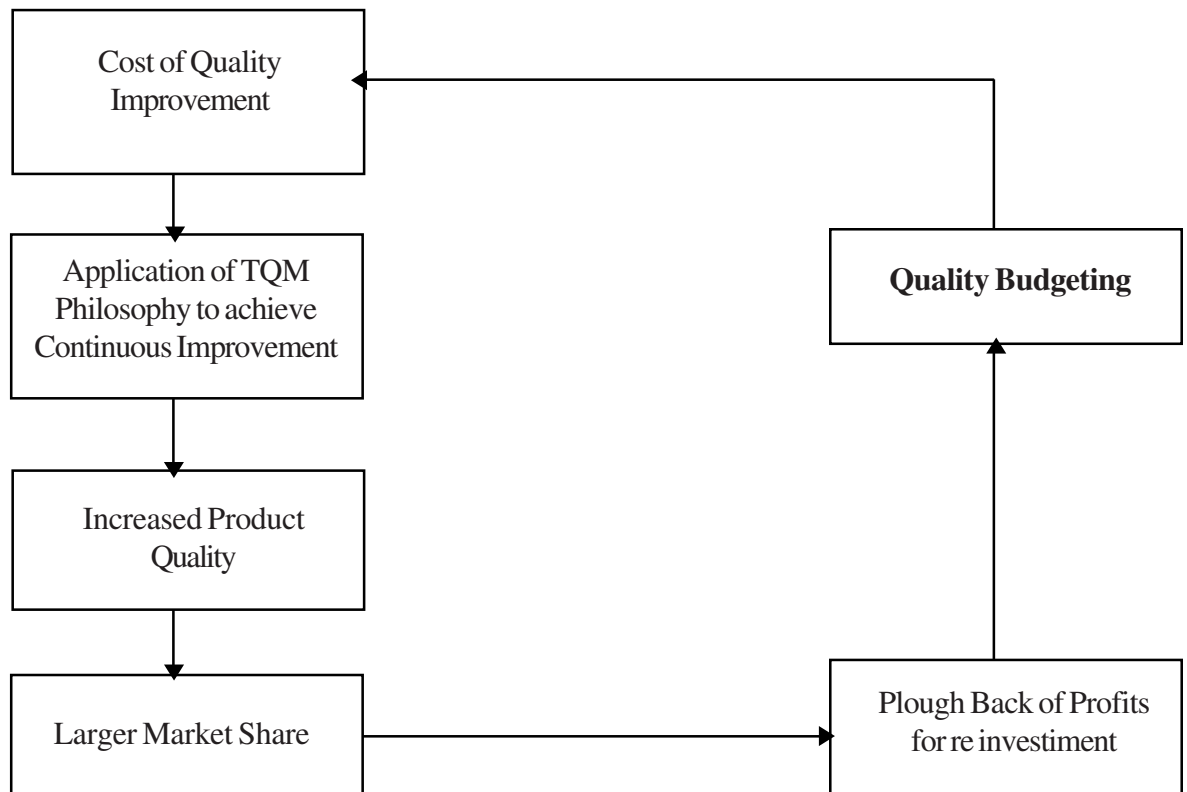 Cost of Quality
Improvement
Application of TQM
Philosophy to achieve
Continuous Improvement
Quality Budgeting
Increased Product
Quality
Larger Market Share
Plough Back of Profits
for re investiment